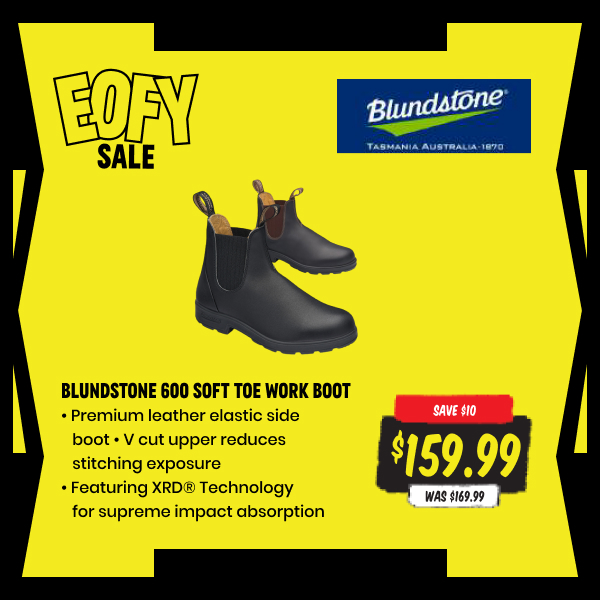 EOFY
SALE
Blundstone®
TASMANIA AUSTRALIA·1870
BLUNDSTONE 600 SOFT TOE WORK BOOT
• Premium leather elastic side
boot • V cut upper reduces
stitching exposure
• Featuring XRD® Technology
for supreme impact absorption
SAVE $10
$159.99
WAS $169.99